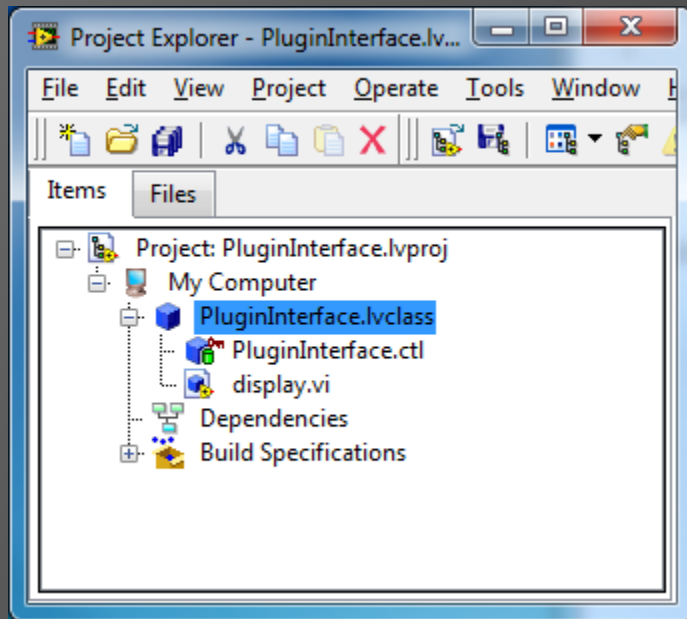 Project Explorer - PluginInterface.lv...
File Edit View Project Operate Tools Window
Items Files
Project: PluginInterface.lvproj
My Computer
PluginInterface.lvclass
PluginInterface.ctl
display.vi
Dependencies
Build Specifications